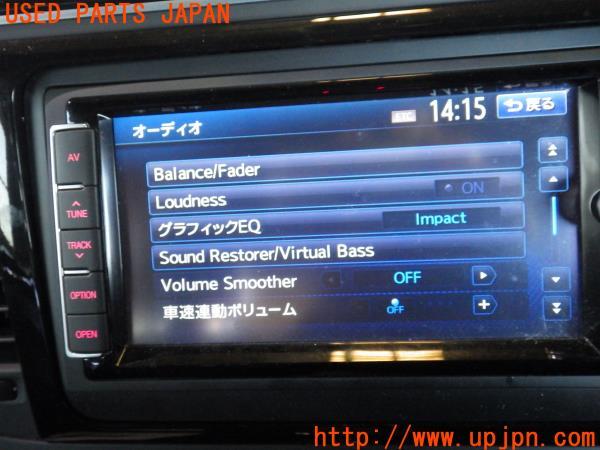 USED PARTS JAPAN
ETC
14:15
戻る
オーディオ
AV
TUNE
TRACK
OPTION
OPEN
Balance/Fader
Loudness
ON
グラフィックEQ
Impact
Sound Restorer/Virtual Bass
Volume Smoother
OFF
車速連動ボリューム
OFF
http://www.upjpn.com/